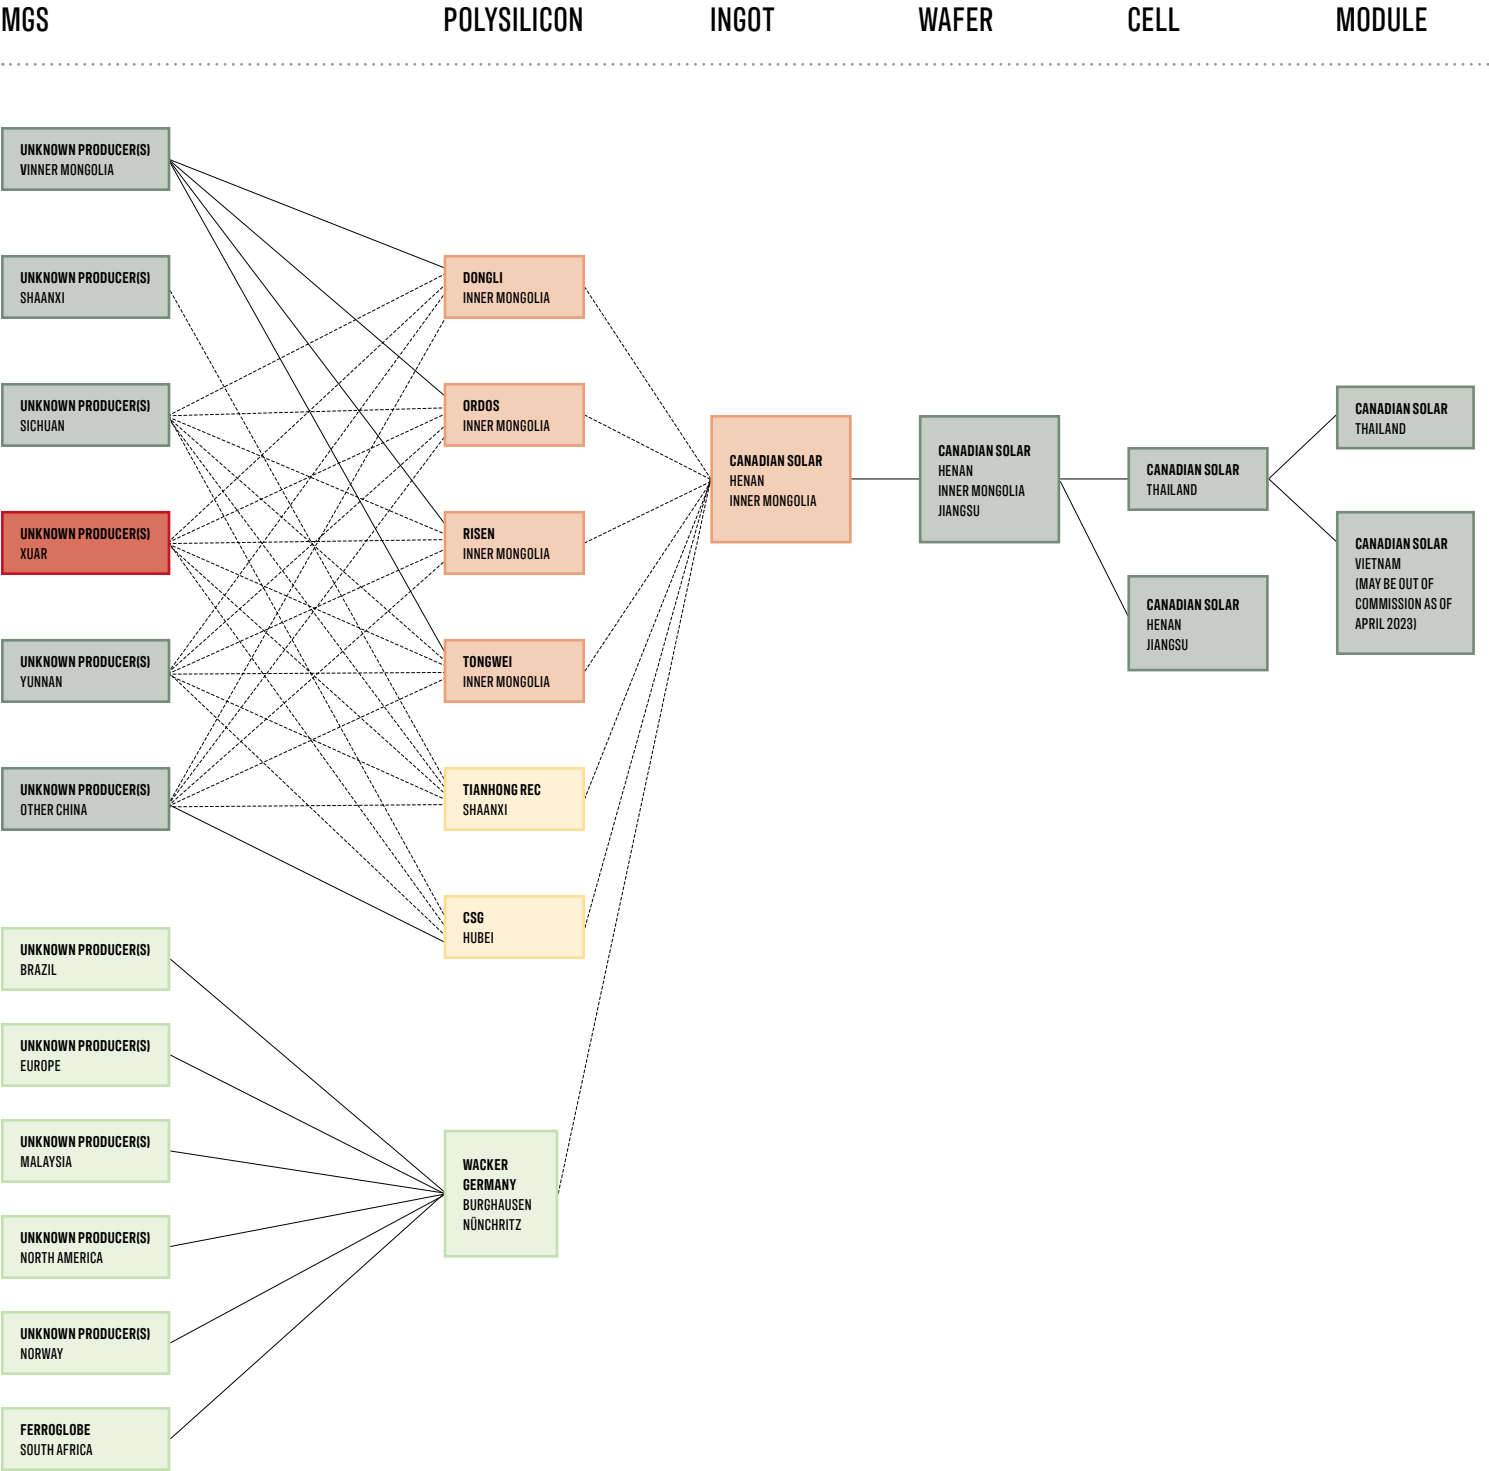 MGS
POLYSILICON
INGOT
WAFER
CELL
MODULE
UNKNOWN PRODUCER(S)
VINNER MONGOLIA
UNKNOWN PRODUCER(S)
SHAANXI
UNKNOWN PRODUCER(S)
SICHUAN
UNKNOWN PRODUCER(S)
XUAR
UNKNOWN PRODUCER(S)
YUNNAN
UNKNOWN PRODUCER(S)
OTHER CHINA
UNKNOWN PRODUCER(S)
BRAZIL
UNKNOWN PRODUCER(S)
EUROPE
UNKNOWN PRODUCER(S)
MALAYSIA
UNKNOWN PRODUCER(S)
NORTH AMERICA
UNKNOWN PRODUCER(S)
NORWAY
FERROGLOBE
SOUTH AFRICA
DONGLI
INNER MONGOLIA
ORDOS
INNER MONGOLIA
RISEN
INNER MONGOLIA
TONGWEI
INNER MONGOLIA
TIANHONG REC
SHAANXI
CSG
HUBEI
WACKER
GERMANY
BURGHAUSEN
NÜNCHRITZ
CANADIAN SOLAR
HENAN
INNER MONGOLIA
CANADIAN SOLAR
HENAN
INNER MONGOLIA
JIANGSU
CANADIAN SOLAR
THAILAND
CANADIAN SOLAR
HENAN
JIANGSU
CANADIAN SOLAR
THAILAND
CANADIAN SOLAR
VIETNAM
(MAY BE OUT OF
COMMISSION AS OF
APRIL 2023)